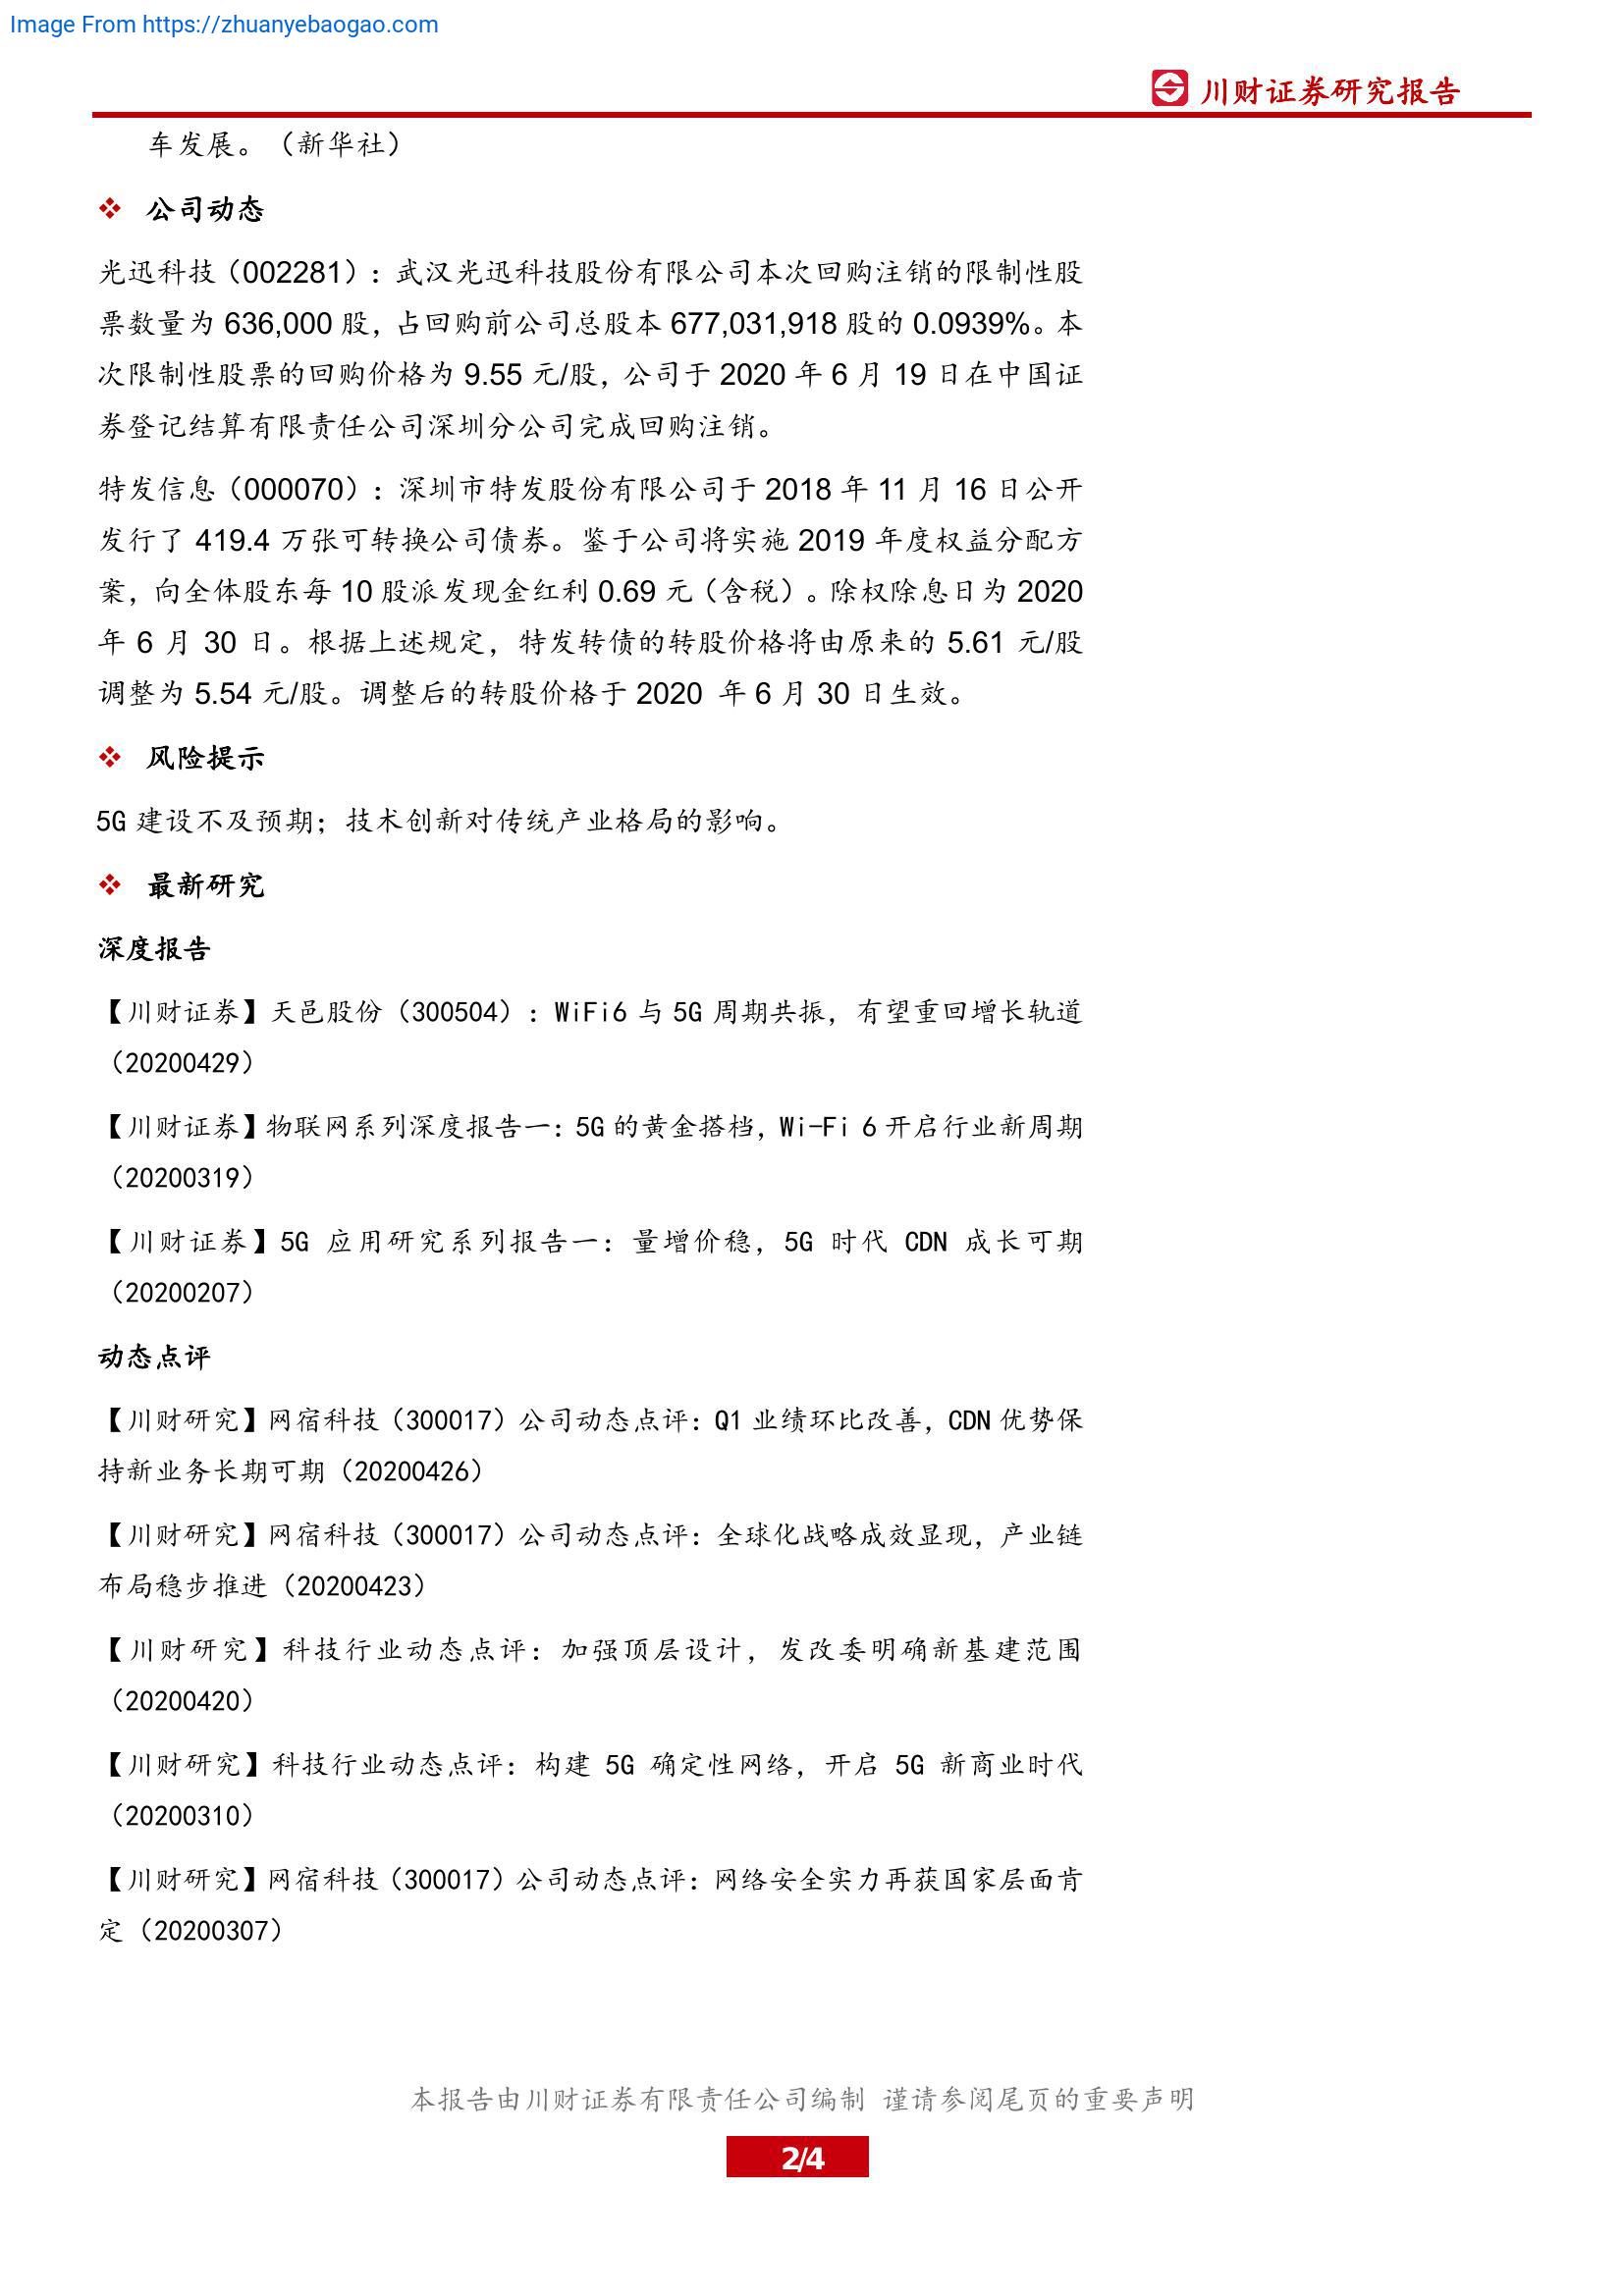 Image From https://zhuanyebaogao.com
川财证券研究报告
车发展。（新华社）
❖ 公司动态
光迅科技（002281）：武汉光迅科技股份有限公司本次回购注销的限制性股
票数量为 636,000 股，占回购前公司总股本 677,031,918 股的 0.0939%。本
次限制性股票的回购价格为 9.55 元/股，公司于 2020 年 6 月 19 日在中国证
券登记结算有限责任公司深圳分公司完成回购注销。
特发信息（000070）：深圳市特发股份有限公司于 2018 年 11 月 16 日公开
发行了 419.4 万张可转换公司债券。鉴于公司将实施 2019 年度权益分配方
案，向全体股东每 10 股派发现金红利 0.69 元（含税）。除权除息日为 2020
年 6 月 30 日。根据上述规定，特发转债的转股价格将由原来的 5.61 元/股
调整为 5.54 元/股。调整后的转股价格于 2020 年 6 月 30 日生效。
❖ 风险提示
5G 建设不及预期；技术创新对传统产业格局的影响。
❖ 最新研究
深度报告
【川财证券】天邑股份（300504）：WiFi6 与 5G 周期共振，有望重回增长轨道
（20200429）
【川财证券】物联网系列深度报告一：5G 的黄金搭档，Wi-Fi 6 开启行业新周期
（20200319）
【川财证券】5G 应用研究系列报告一：量增价稳，5G 时代 CDN 成长可期
（20200207）
动态点评
【川财研究】网宿科技（300017）公司动态点评：Q1 业绩环比改善，CDN 优势保
持新业务长期可期（20200426）
【川财研究】网宿科技（300017）公司动态点评：全球化战略成效显现，产业链
布局稳步推进（20200423）
【川财研究】科技行业动态点评：加强顶层设计，发改委明确新基建范围
（20200420）
【川财研究】科技行业动态点评：构建 5G 确定性网络，开启 5G 新商业时代
（20200310）
【川财研究】网宿科技（300017）公司动态点评：网络安全实力再获国家层面肯
定（20200307）
本报告由川财证券有限责任公司编制 谨请参阅尾页的重要声明
2/4